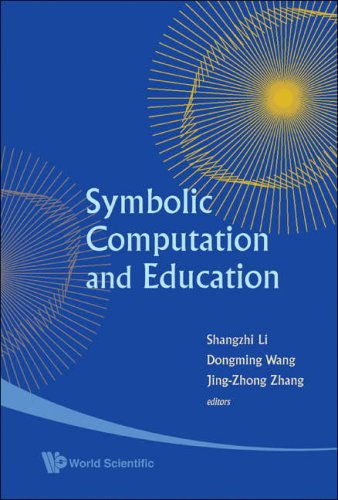 Symbolic
Computation
and Education
Shangzhi Li
Dongming Wang
Jing-Zhong Zhang
editors
World Scientific